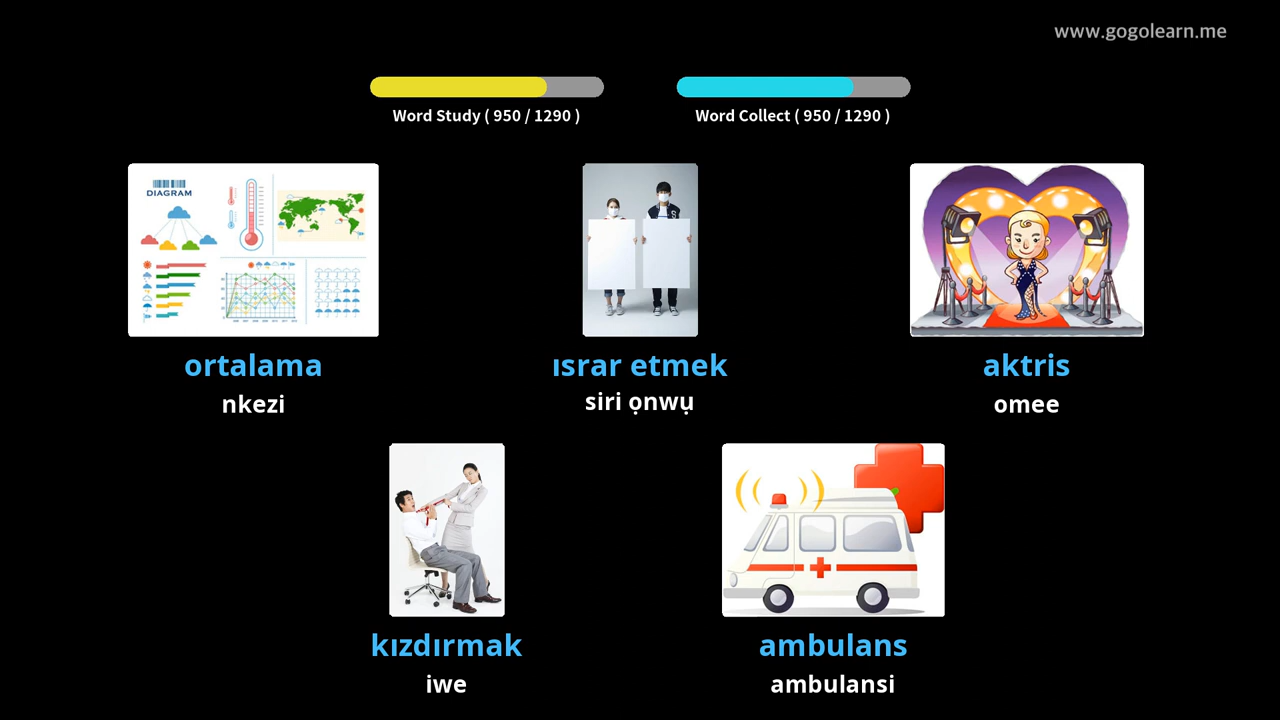 www.gogolearn.me
Word Study ( 950 / 1290 )
Word Collect ( 950 / 1290 )
DIAGRAM
S
ortalama
ısrar etmek
aktris
nkezi
siri ọnwụ
omee
kızdırmak
ambulans
iwe
ambulansi